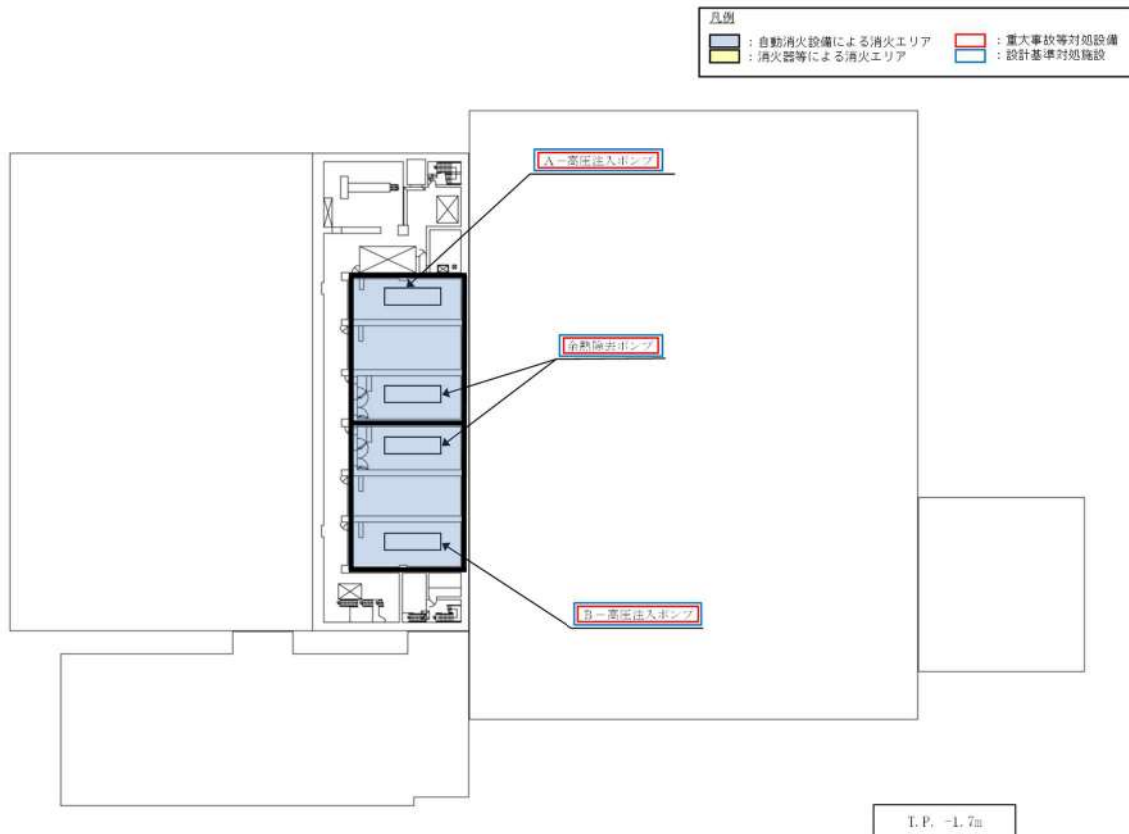 凡例
：自動消火設備による消火エリア
：重大事故等対処設備
：消火器等による消火エリア
：設計基準対処施設
A－高圧注入ポンプ
余熱除去ポンプ
B－高圧注入ポンプ
T.P. -1.7m